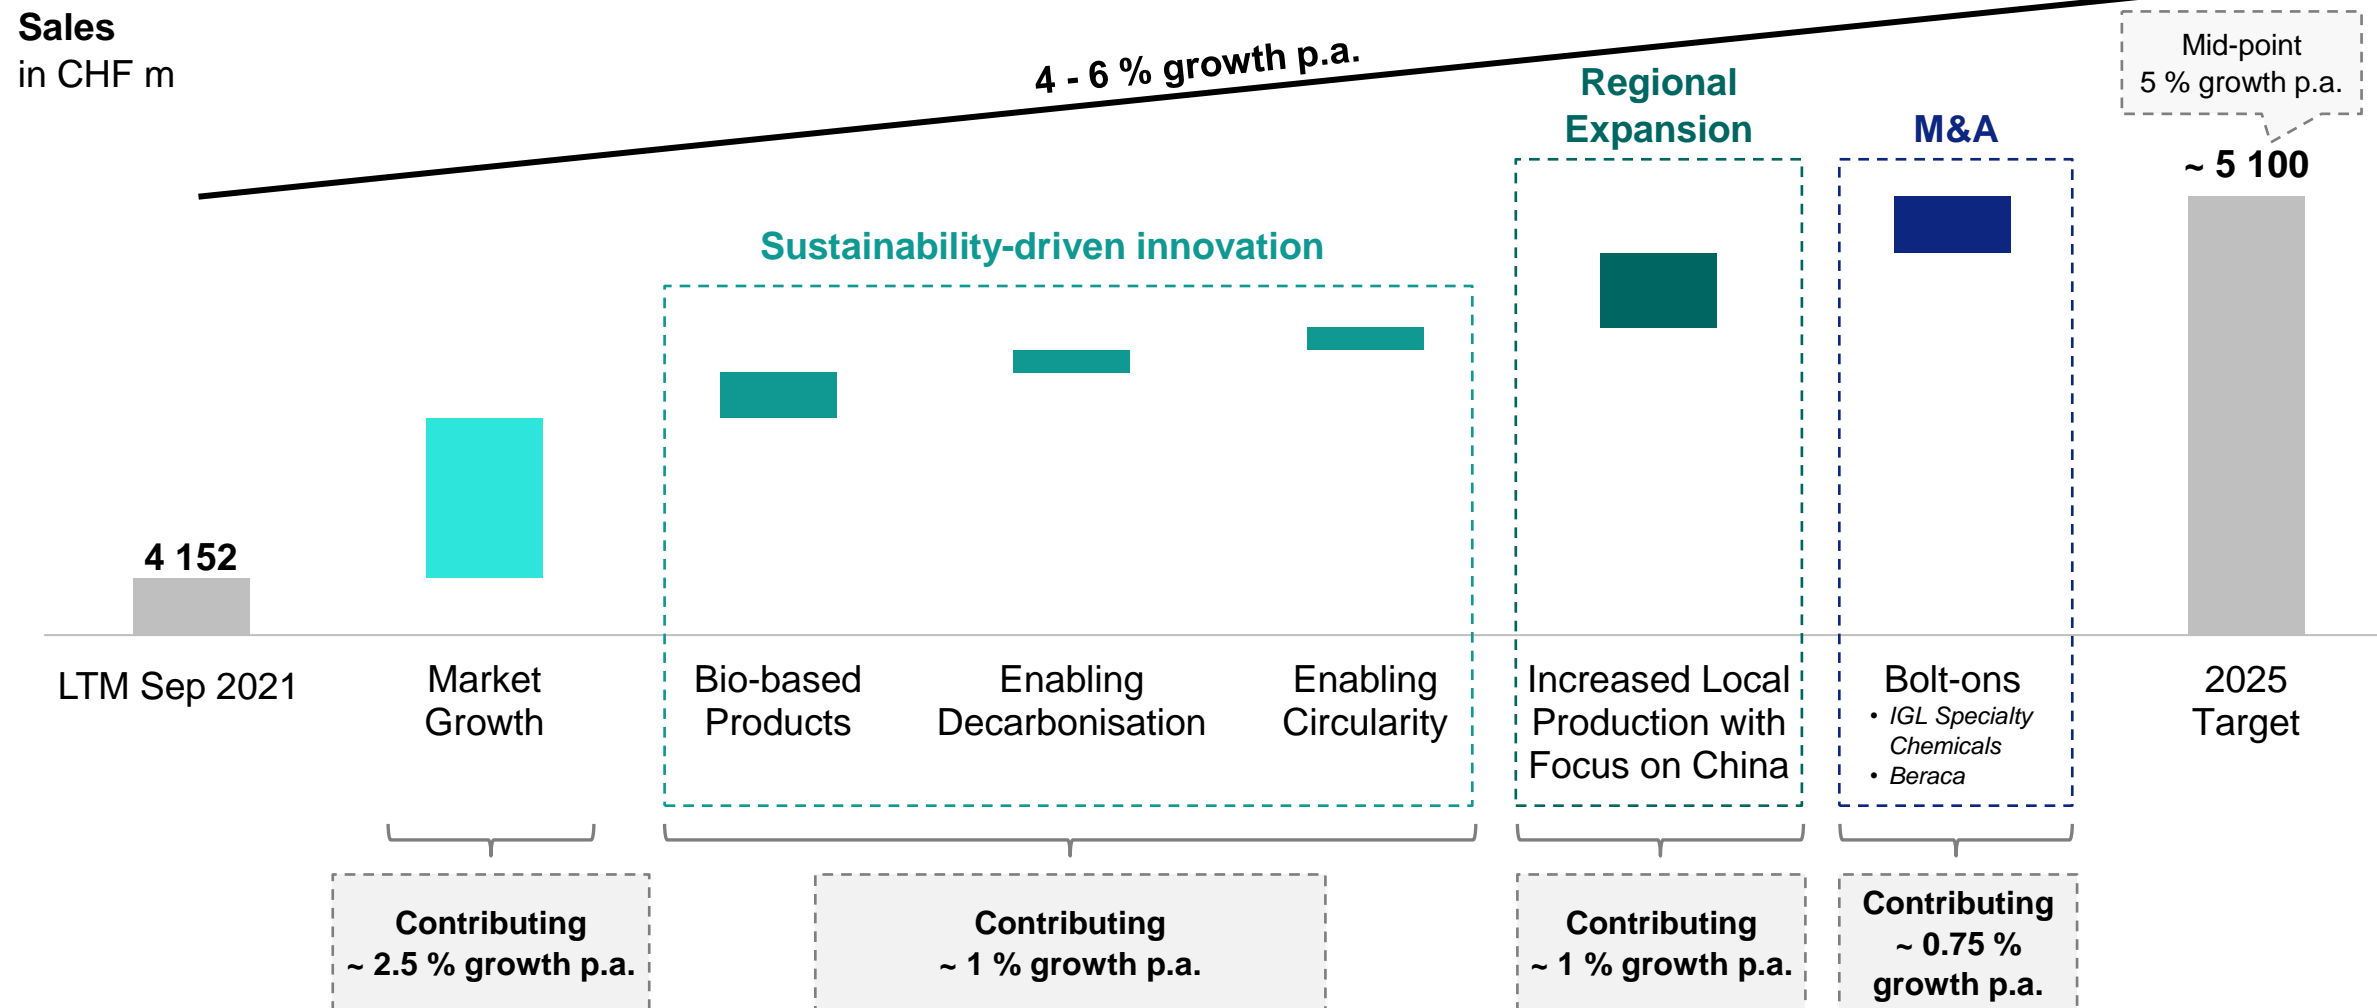 Sales
in CHF m
4 - 6 % growth p.a.
Mid-point
5 % growth p.a.
Regional
Expansion
M&A
~ 5 100
Sustainability-driven innovation
4 152
LTM Sep 2021
Market
Growth
Bio-based
Products
Enabling
Decarbonisation
Enabling
Circularity
Increased Local
Production with
Focus on China
Bolt-ons
• IGL Specialty
Chemicals
• Beraca
2025
Target
Contributing
~ 2.5 % growth p.a.
Contributing
~ 1 % growth p.a.
Contributing
~ 1 % growth p.a.
Contributing
~ 0.75 %
growth p.a.